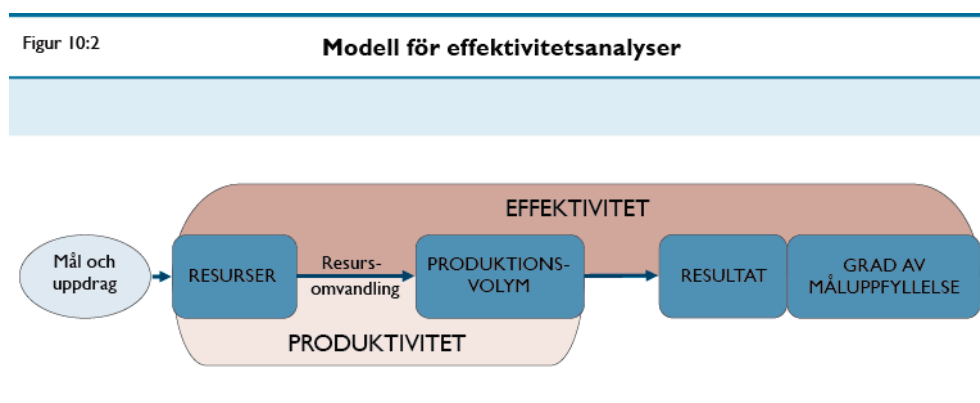 Figur 10:2
Modell för effektivitetsanalyser
EFFEKTIVITET
Mål och
uppdrag
RESURSER
Resurs-
omvandling
PRODUKTIONS-
VOLYM
RESULTAT
GRAD AV
MÅLUPPFYLLELSE
PRODUKTIVITET